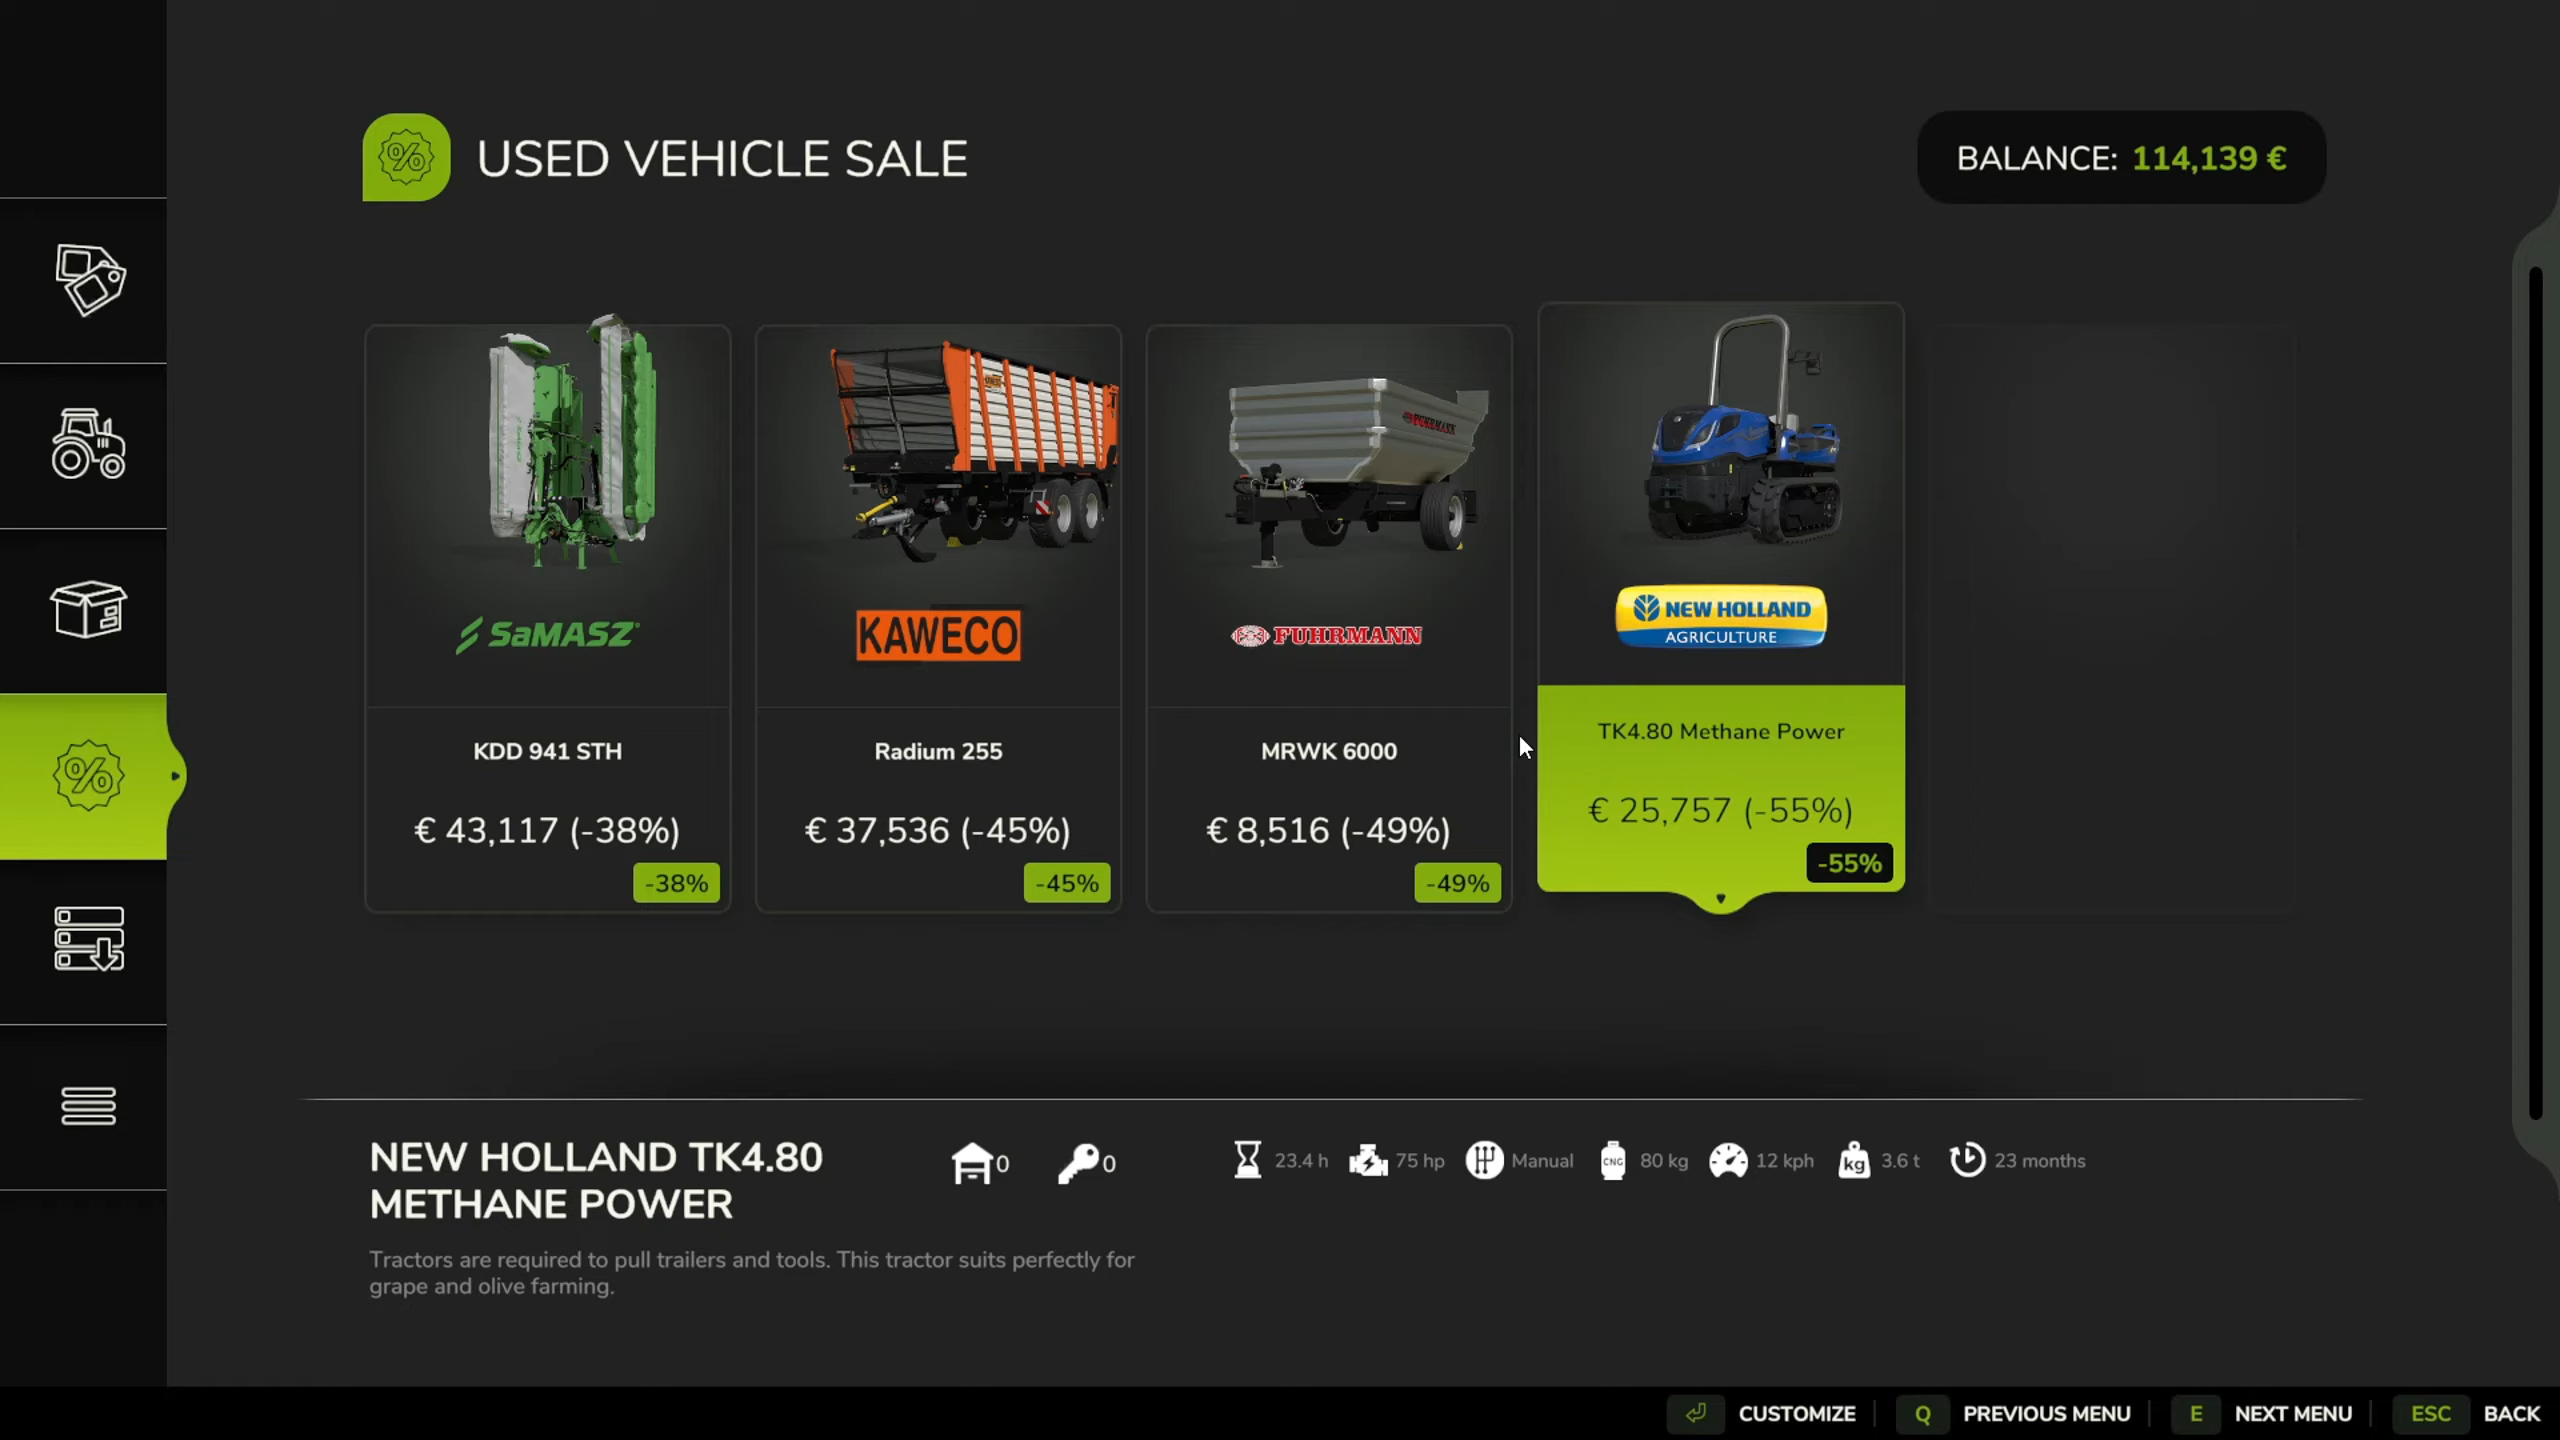 USED VEHICLE SALE
BALANCE: 114,139 €
SaMASZ
KAWECO
FUHRMANN
NEW HOLLAND
AGRICULTURE
FUHRMANN
KDD 941 STH
Radium 255
MRWK 6000
TK4.80 Methane Power
€ 43,117 (-38%)
€ 37,536 (-45%)
€ 8,516 (-49%)
€ 25,757 (-55%)
-38%
-45%
-49%
-55%
NEW HOLLAND TK4.80
METHANE POWER
0
0
23.4 h
75 hp
Manual
CNG
80 kg
12 kph
kg
3.6 t
23 months
Tractors are required to pull trailers and tools. This tractor suits perfectly for
grape and olive farming.
CUSTOMIZE
Q PREVIOUS MENU
E NEXT MENU
ESC BACK